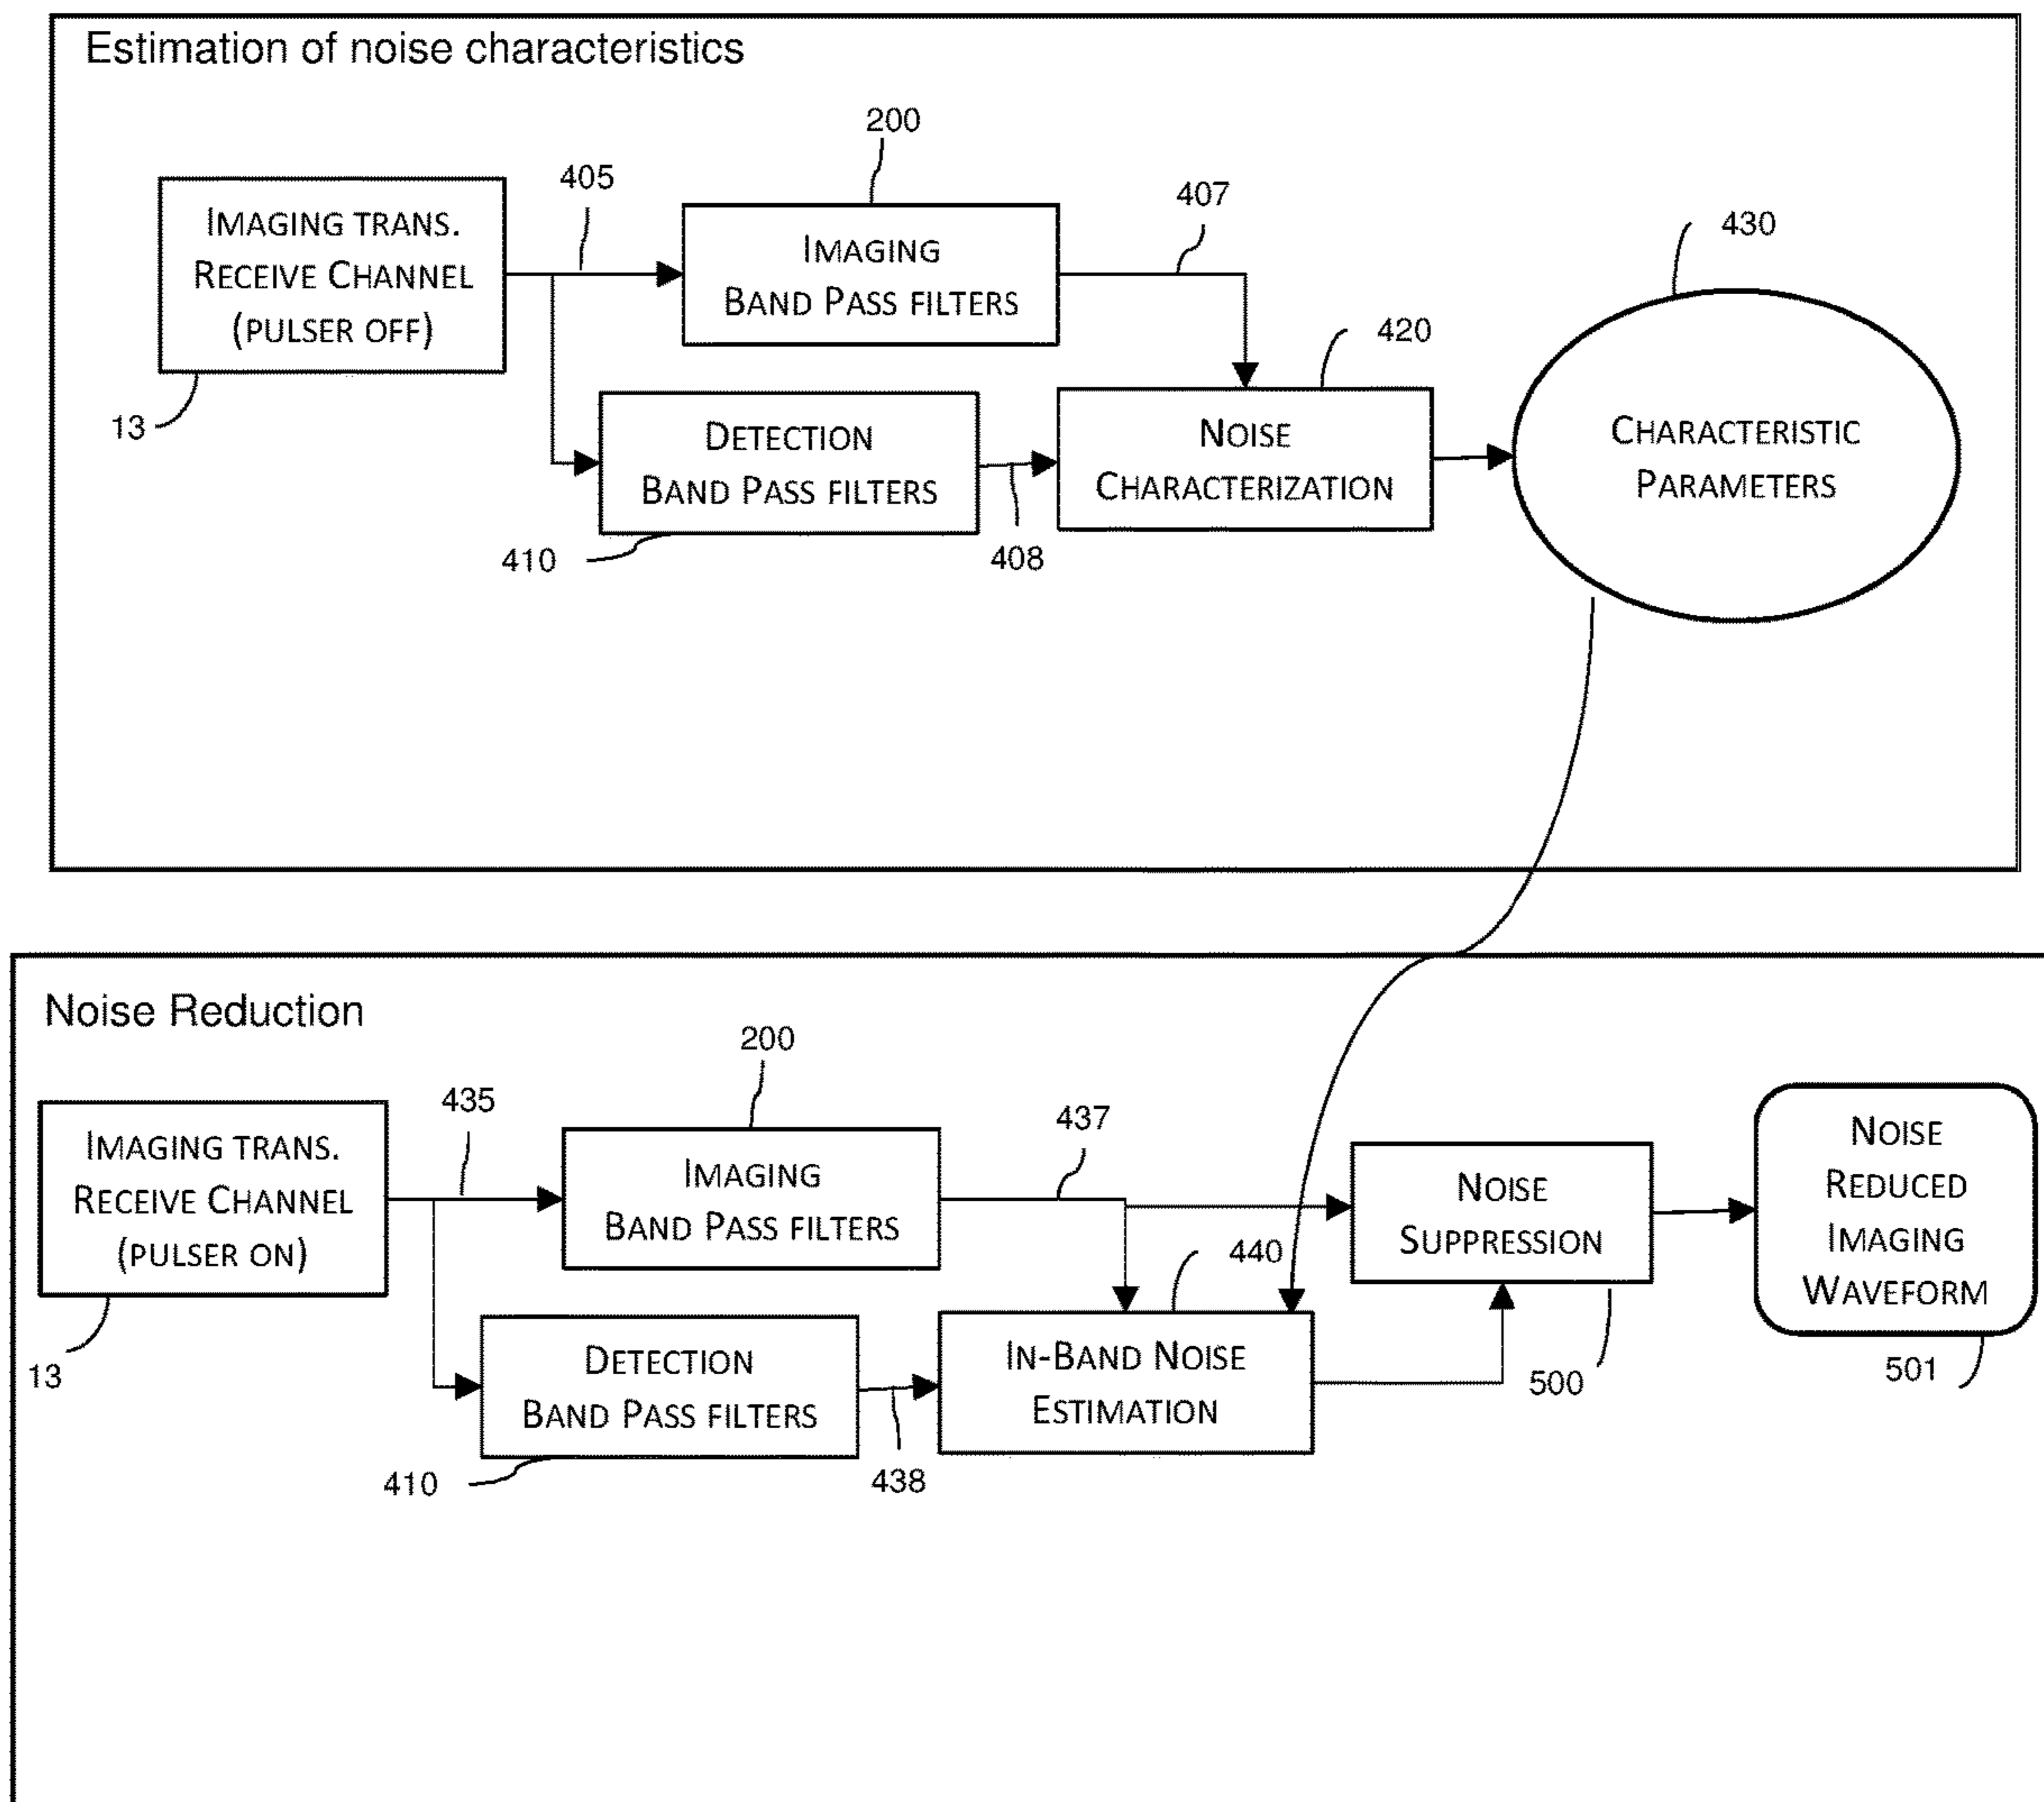 Estimation of noise characteristics
200
405
407
430
IMAGING TRANS.
RECEIVE CHANNEL
(PULSER OFF)
IMAGING
BAND PASS FILTERS
420
13
DETECTION
BAND PASS FILTERS
NOISE
CHARACTERIZATION
CHARACTERISTIC
PARAMETERS
410
408
Noise Reduction
200
435
437
IMAGING TRANS.
RECEIVE CHANNEL
(PULSER ON)
IMAGING
BAND PASS FILTERS
440
NOISE
SUPPRESSION
NOISE
REDUCED
IMAGING
WAVEFORM
13
DETECTION
BAND PASS FILTERS
IN-BAND NOISE
ESTIMATION
500
501
410
438